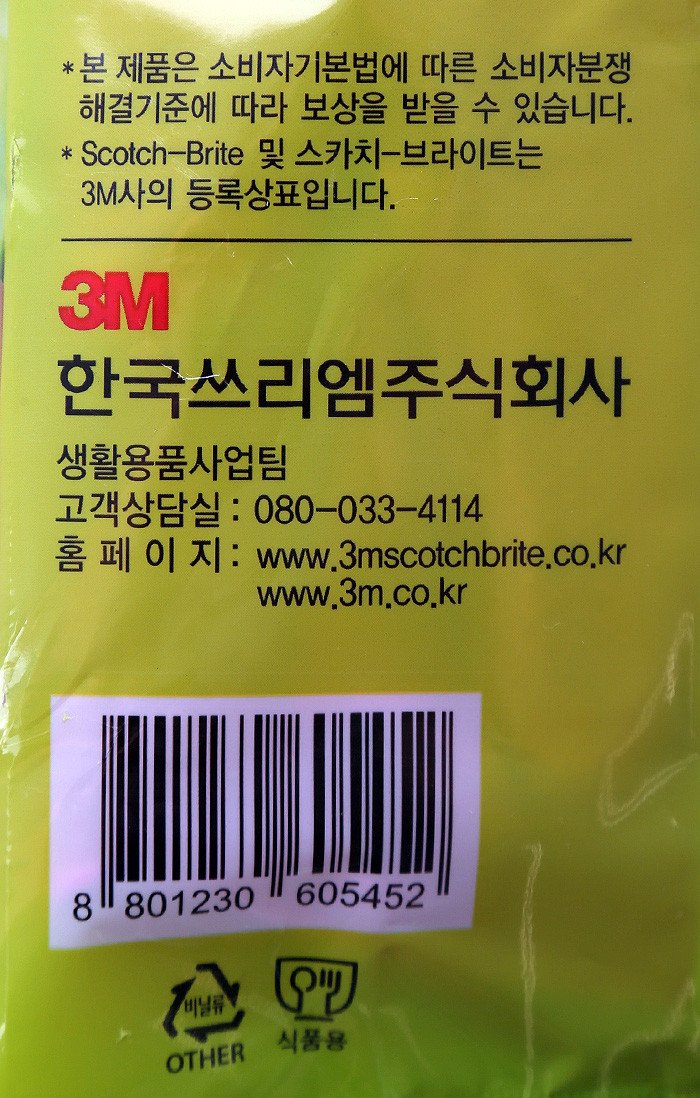 *본 제품은 소비자기본법에 따른 소비자분쟁
해결기준에 따라 보상을 받을 수 있습니다.
*Scotch-Brite 및 스카치-브라이트는
3M사의 등록상표입니다.
3M
한국쓰리엠주식회사
생활용품사업팀
고객상담실 : 080-033-4114
홈 페 이 지 : www.3mscotchbrite.co.kr
www.3m.co.kr
8 801230 605452
비닐류
OTHER
식품용